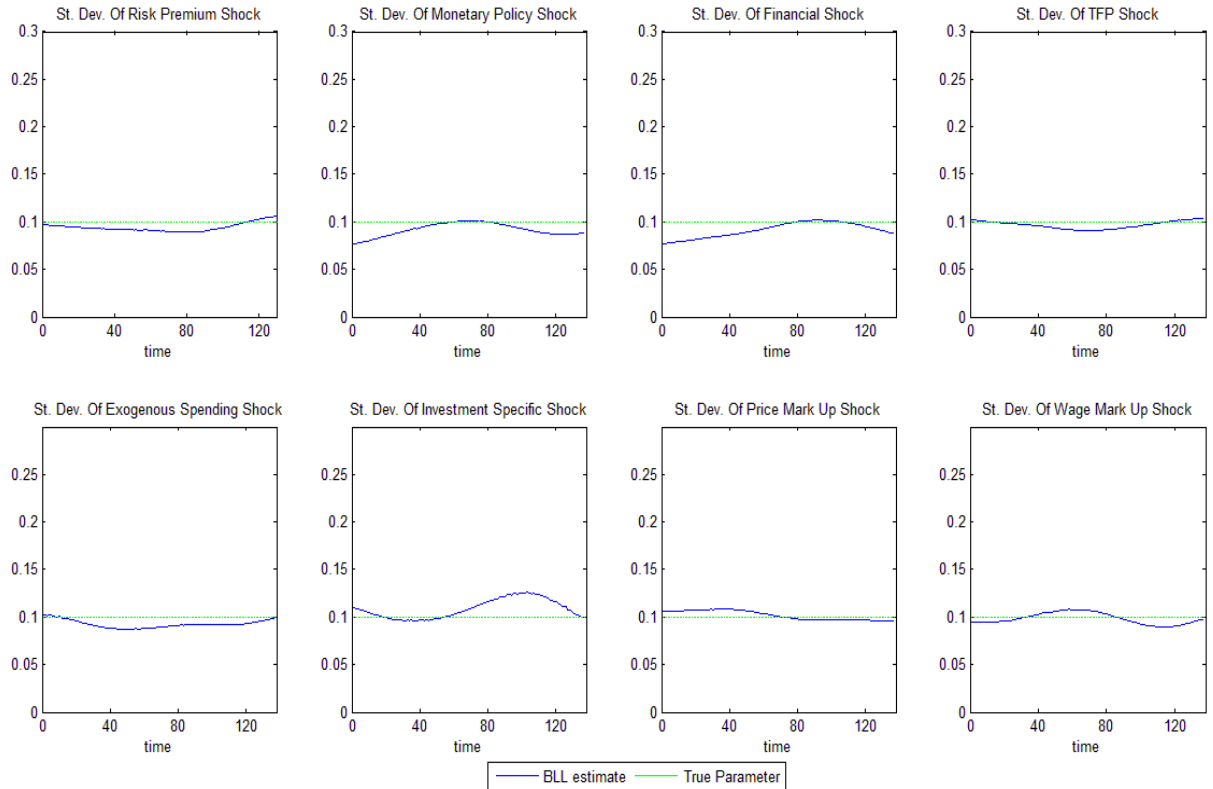 St. Dev. Of Risk Premium Shock
0.3
0.25
0.2
0.15
0.1
0.05
0
0 40 80 120
time
St. Dev. Of Monetary Policy Shock
0.3
0.25
0.2
0.15
0.1
0.05
0
0 40 80 120
time
St. Dev. Of Financial Shock
0.3
0.25
0.2
0.15
0.1
0.05
0
0 40 80 120
time
St. Dev. Of TFP Shock
0.3
0.25
0.2
0.15
0.1
0.05
0
0 40 80 120
time
St. Dev. Of Exogenous Spending Shock
0.25
0.2
0.15
0.1
0.05
0
0 40 80 120
time
St. Dev. Of Investment Specific Shock
0.25
0.2
0.15
0.1
0.05
0
0 40 80 120
time
St. Dev. Of Price Mark Up Shock
0.25
0.2
0.15
0.1
0.05
0
0 40 80 120
time
St. Dev. Of Wage Mark Up Shock
0.25
0.2
0.15
0.1
0.05
0
0 40 80 120
time
BLL estimate
True Parameter